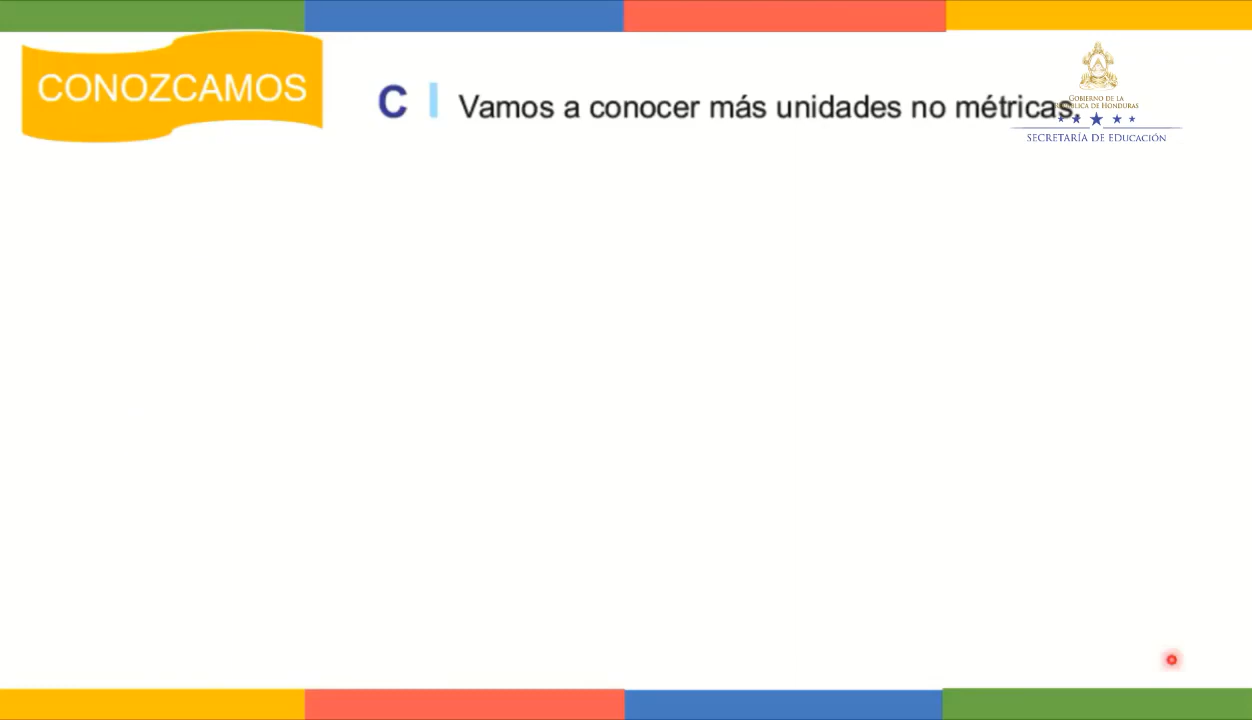 CONOZCAMOS
C Vamos a conocer más unidades no métricas.
GOBIERNO DE LA
REPÚBLICA DE HONDURAS
SECRETARÍA DE EDUCACIÓN